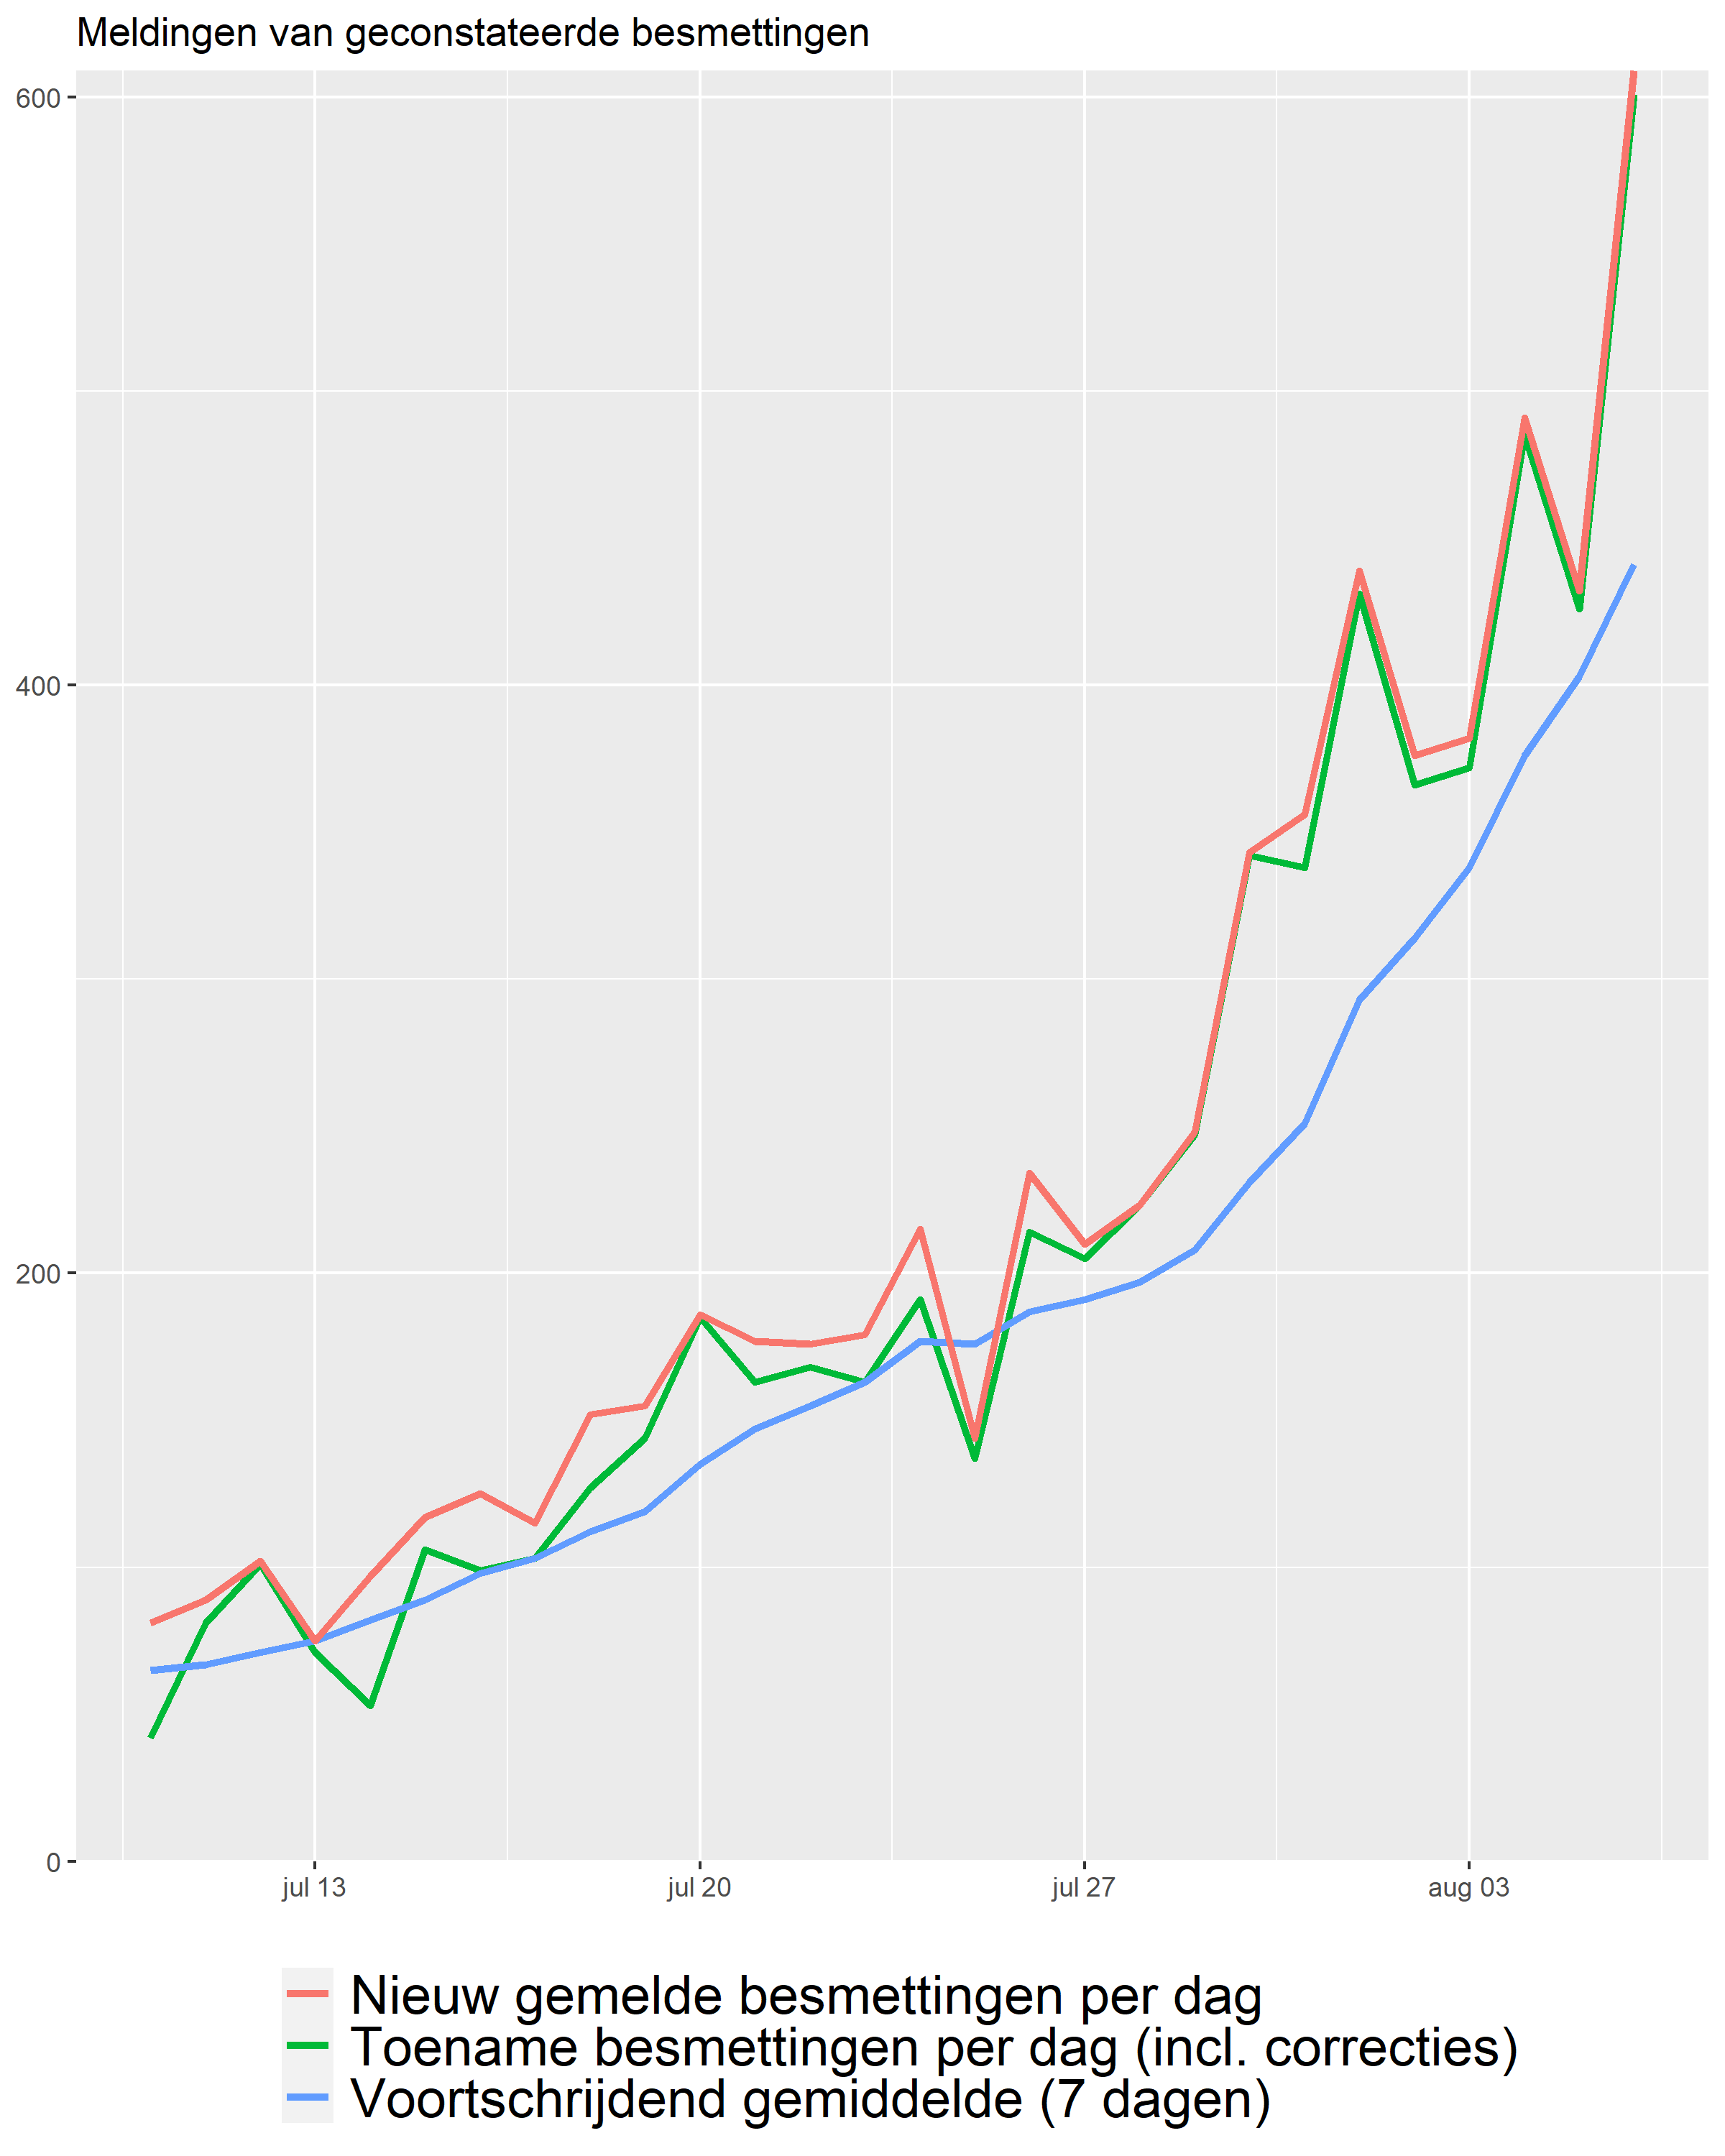 Meldingen van geconstateerde besmettingen
600
400
200
0
jul 13 jul 20 jul 27 aug 03
Nieuw gemelde besmettingen per dag
Toename besmettingen per dag (incl. correcties)
Voortschrijdend gemiddelde (7 dagen)